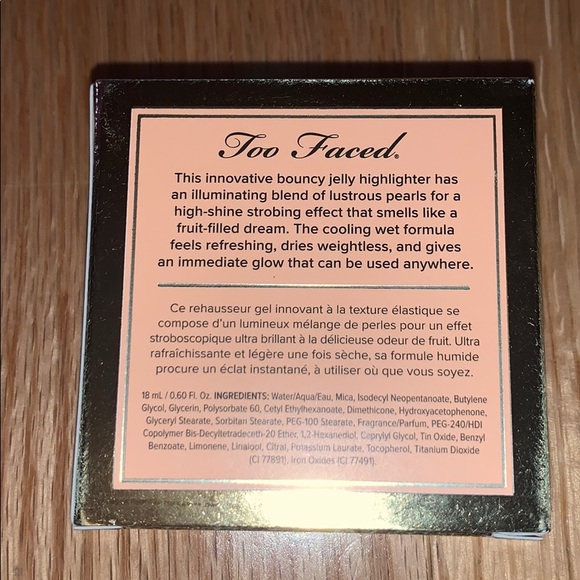 Too Faced.
This innovative bouncy jelly highlighter has
an illuminating blend of lustrous pearls for a
high-shine strobing effect that smells like a
fruit-filled dream. The cooling wet formula
feels refreshing, dries weightless, and gives
an immediate glow that can be used anywhere.
Ce rehausseur gel innovant à la texture élastique se
compose d'un lumineux mélange de perles pour un effet
stroboscopique ultra brillant à la délicieuse odeur de fruit. Ultra
rafraîchissante et légère une fois sèche, sa formule humide
procure un éclat instantané, à utiliser où que vous soyez.
18 mL / 0.60 Fl. Oz. INGREDIENTS: Water/Aqua/Eau, Mica, Isodecyl Neopentanoate, Butylene
Glycol, Glycerin, Polysorbate 60, Cetyl Ethylhexanoate, Dimethicone, Hydroxyacetophenone,
Glyceryl Stearate, Sorbitan Stearate, PEG-100 Stearate, Fragrance/Parfum, PEG-240/HDI
Copolymer Bis-Decyltetradeceth-20 Ether, 1,2-Hexanediol, Caprylyl Glycol, Tin Oxide, Benzyl
Benzoate, Limonene, Linalool, Citral, Potassium Laurate, Tocopherol, Titanium Dioxide
(CI 77891), Iron Oxides (CI 77491).